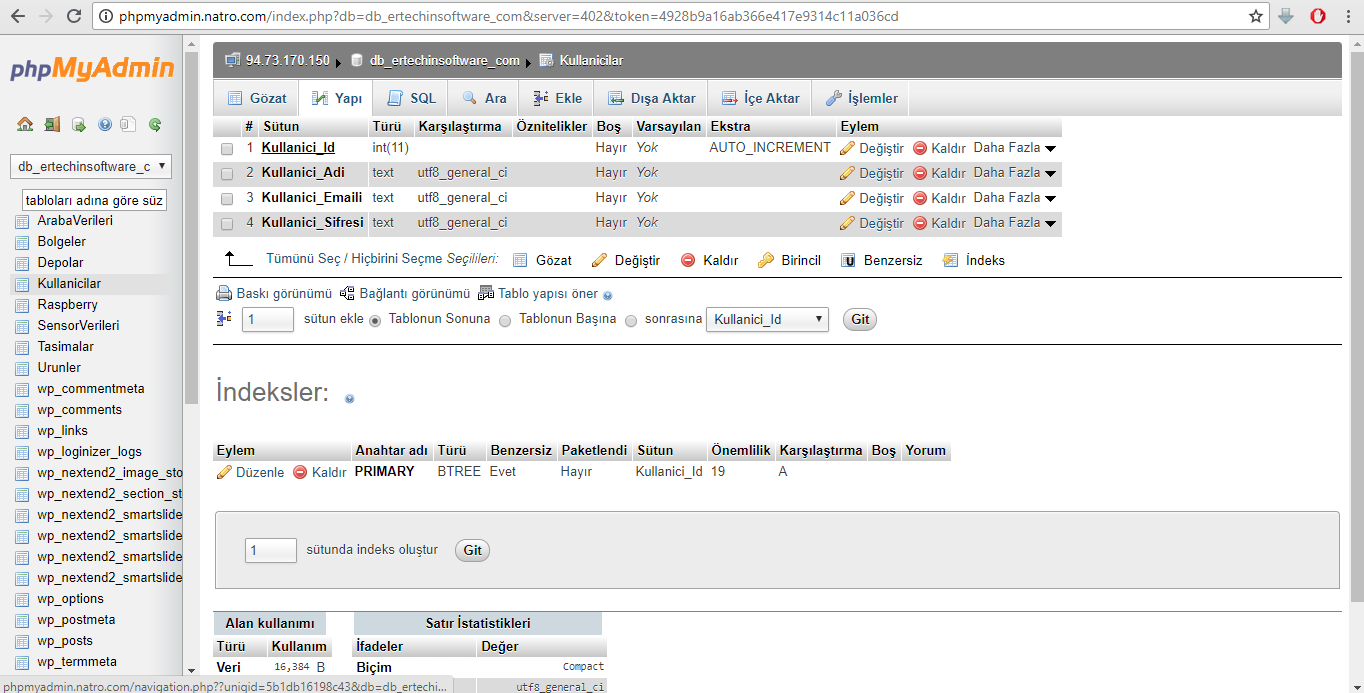 phpmyadmin.natro.com/index.php?db=db_ertechinsoftware_com&server=402&token=4928b9a16ab366e417e9314c11a036cd
phpMyAdmin
db_ertechinsoftware_c
tabloları adına göre süz
ArabaVerileri
Bolgeler
Depolar
Kullanicilar
Raspberry
SensorVerileri
Tasimalar
Urunler
wp_commentmeta
wp_comments
wp_links
wp_loginizer_logs
wp_nextend2_image_sto
wp_nextend2_section_st
wp_nextend2_smartslide
wp_nextend2_smartslide
wp_nextend2_smartslide
wp_nextend2_smartslide
wp_options
wp_postmeta
wp_posts
wp_termmeta
phpmyadmin.natro.com/navigation.php??uniqid=5b1db16198c43&db=db_ertechi...
94.73.170.150 db_ertechinsoftware_com Kullanicilar
Gözat Yapı SQL Ara Ekle Dışa Aktar İçe Aktar İşlemler
# Sütun Türü Karşılaştırma Öznitelikler Boş Varsayılan Ekstra Eylem
1 Kullanici_Id int(11) Hayır Yok AUTO_INCREMENT Değiştir Kaldır Daha Fazla
2 Kullanici_Adi text utf8_general_ci Hayır Yok Değiştir Kaldır Daha Fazla
3 Kullanici_Emaili text utf8_general_ci Hayır Yok Değiştir Kaldır Daha Fazla
4 Kullanici_Sifresi text utf8_general_ci Hayır Yok Değiştir Kaldır Daha Fazla
Tümünü Seç / Hiçbirini Seçme Seçilileri: Gözat Değiştir Kaldır Birincil Benzersiz İndeks
Baskı görünümü Bağlantı görünümü Tablo yapısı öner
1 sütun ekle Tablonun Sonuna Tablonun Başına sonrasına Kullanici_Id Git
İndeksler:
Eylem Anahtar adı Türü Benzersiz Paketlendi Sütun Önemlilik Karşılaştırma Boş Yorum
Düzenle Kaldır PRIMARY BTREE Evet Hayır Kullanici_Id 19 A
1 sütunda indeks oluştur Git
Alan kullanımı
Türü Kullanım
Veri 16,384 B
Satır İstatistikleri
İfadeler Değer
Biçim Compact
utf8_general_ci